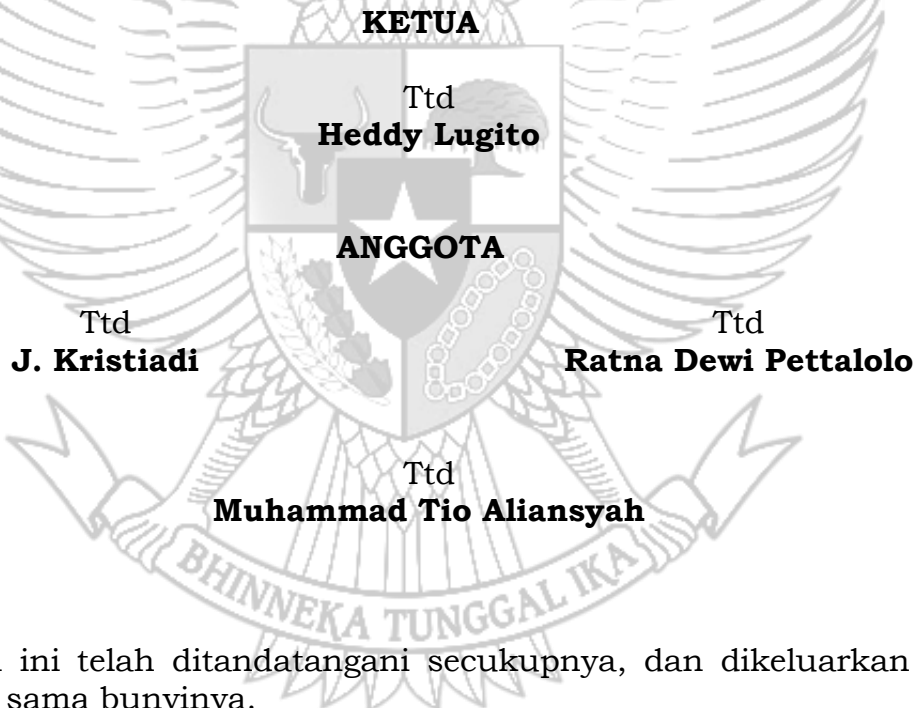 KETUA
Ttd
Heddy Lugito
ANGGOTA
Ttd Ttd
J. Kristiadi Ratna Dewi Pettalolo
Ttd
Muhammad Tio Aliansyah
BHINNEKA TUNGGAL IKA
ini telah ditandatangani secukupnya, dan dikeluarkan
sama bunyinya.